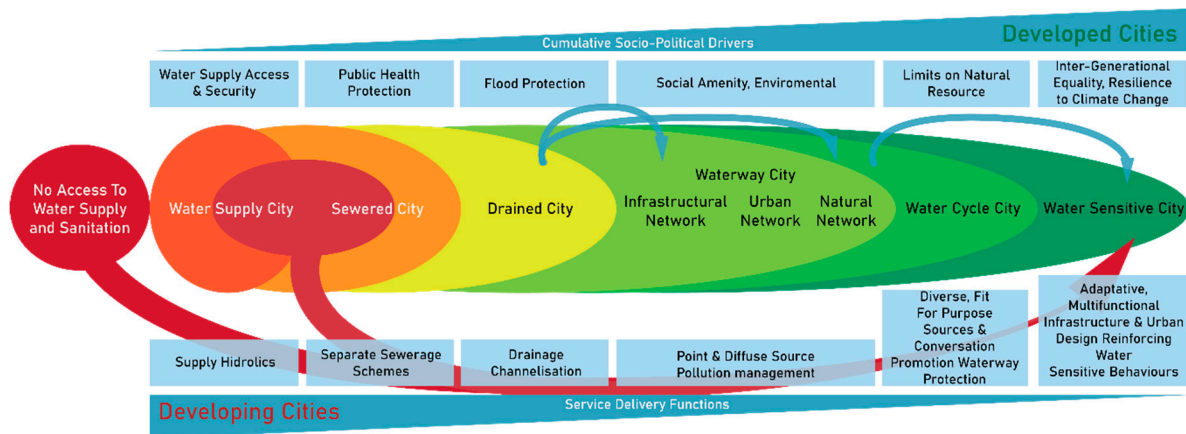 Cumulative Socio-Political Drivers
Developed Cities
Water Supply Access
& Security
Public Health
Protection
Flood Protection
Social Amenity, Enviromental
Limits on Natural
Resource
Inter-Generational
Equality, Resilience
to Climate Change
No Access To
Water Supply
and Sanitation
Water Supply City
Sewered City
Drained City
Waterway City
Infrastructural
Network
Urban
Network
Natural
Network
Water Cycle City
Water Sensitive City
Supply Hidrolics
Separate Sewerage
Schemes
Drainage
Channelisation
Point & Diffuse Source
Pollution management
Diverse, Fit
For Purpose
Sources &
Conversation
Promotion Waterway
Protection
Adaptative,
Multifunctional
Infrastructure & Urban
Design Reinforcing
Water
Sensitive Behaviours
Developing Cities
Service Delivery Functions